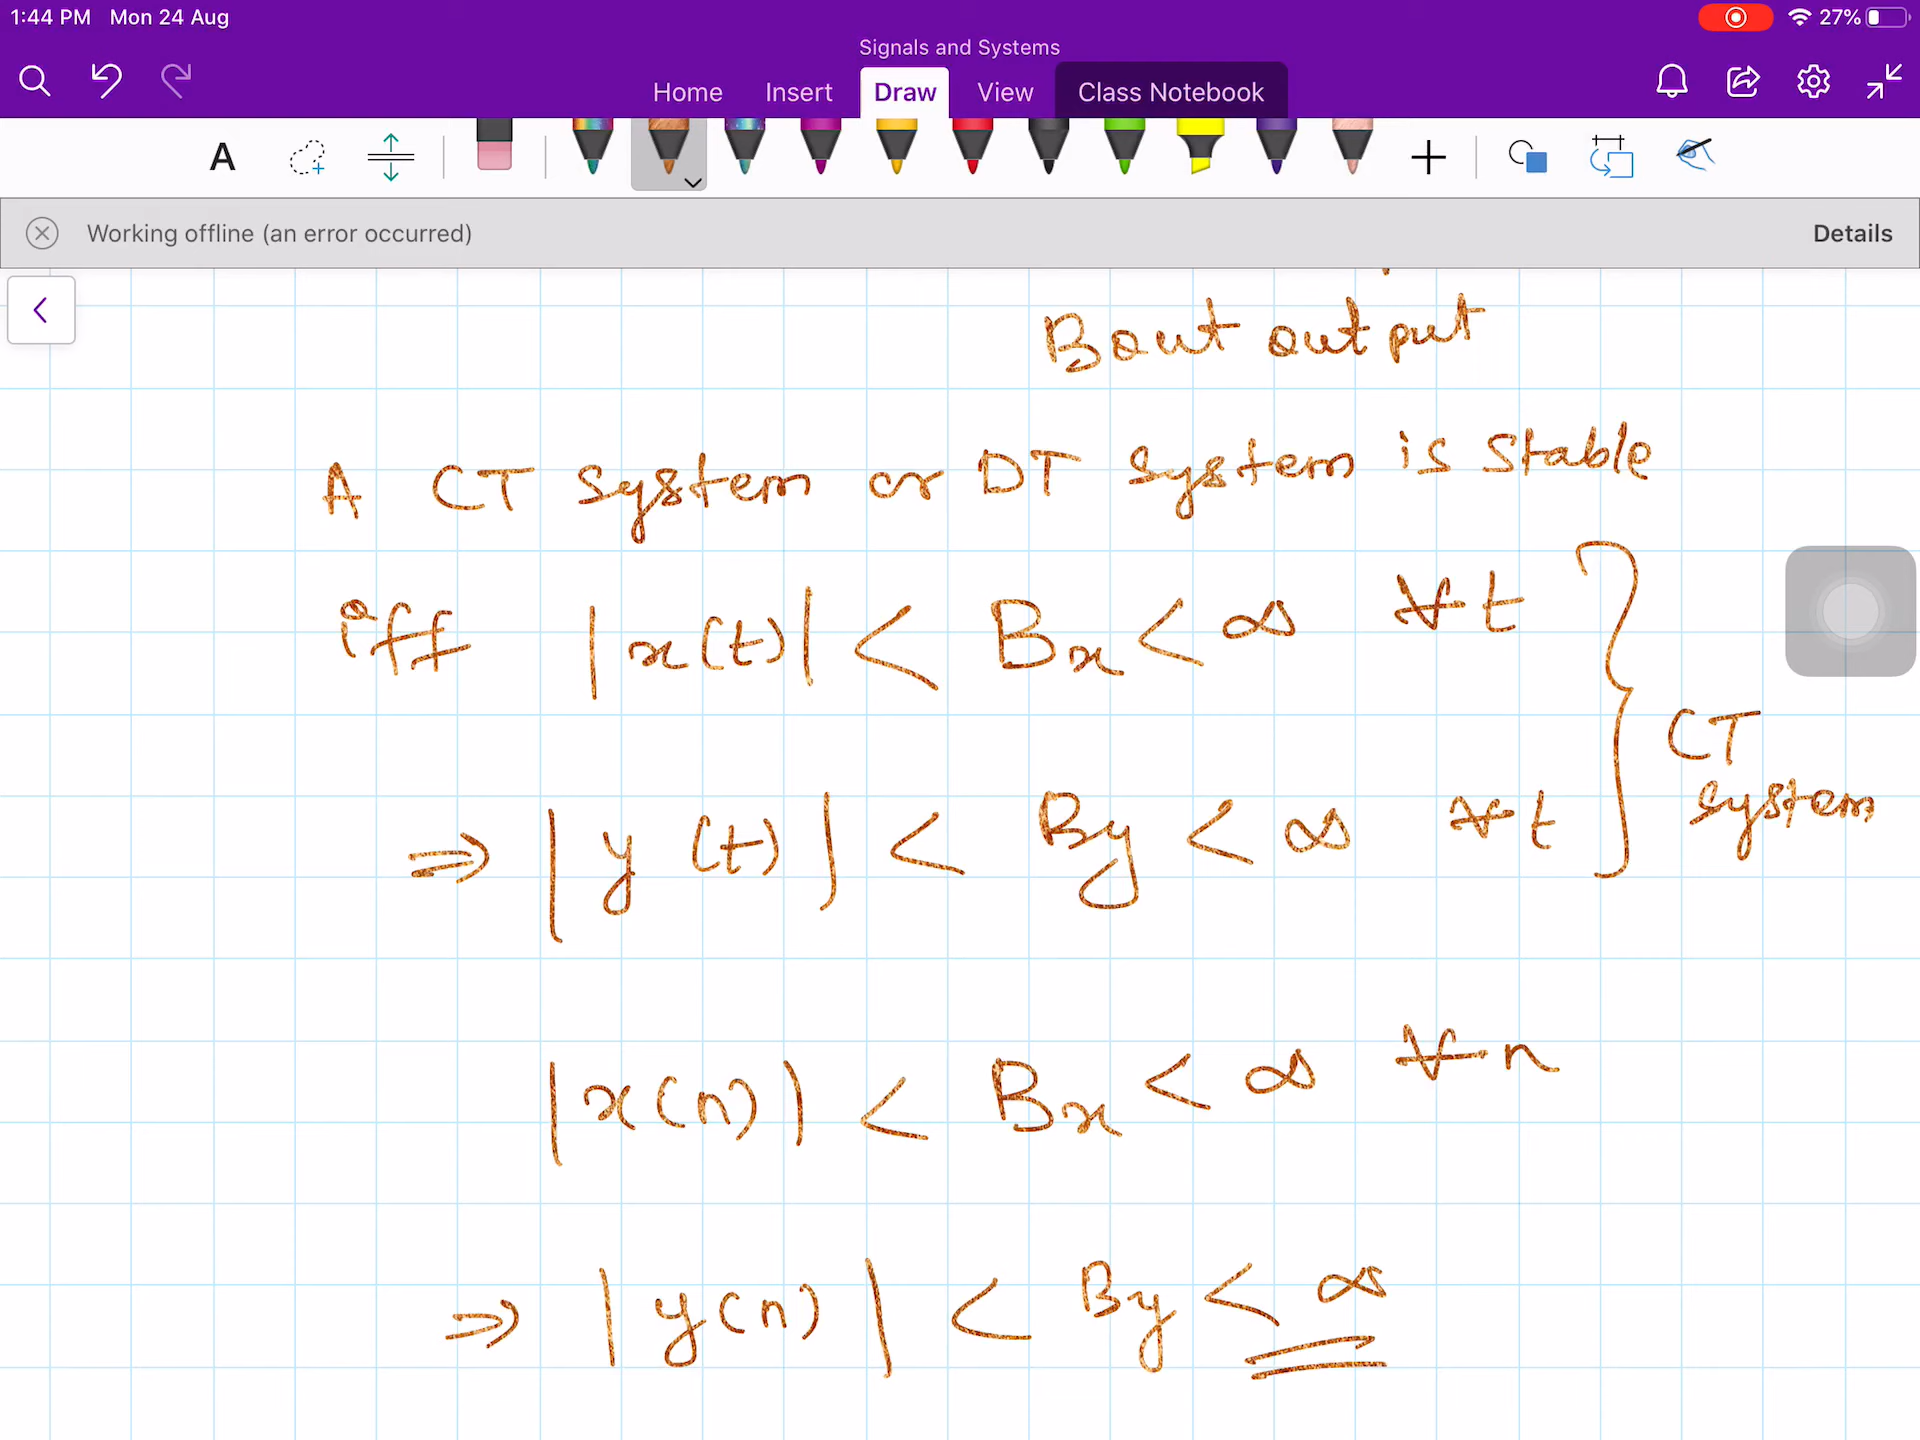 1:44 PM Mon 24 Aug 27%
Signals and Systems
Home Insert Draw View Class Notebook
A
Working offline (an error occurred) Details
Bout output
A CT system or DT system is stable
iff |x(t)| < Bx < ∞ ∀t
CT
system
⇒ |y(t)| < By < ∞ ∀t
|x(n)| < Bx < ∞ ∀n
⇒ |y(n)| < By < ∞